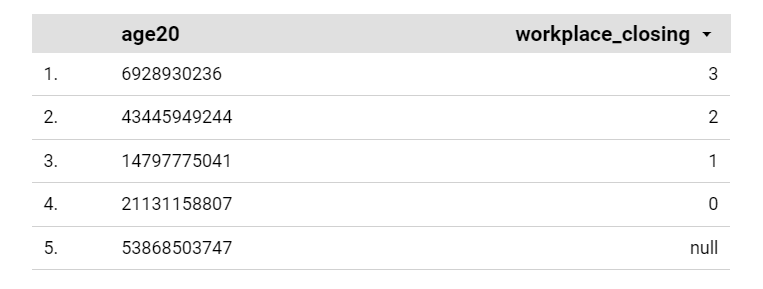 age20 workplace_closing
1. 6928930236 3
2. 43445949244 2
3. 14797775041 1
4. 21131158807 0
5. 53868503747 null